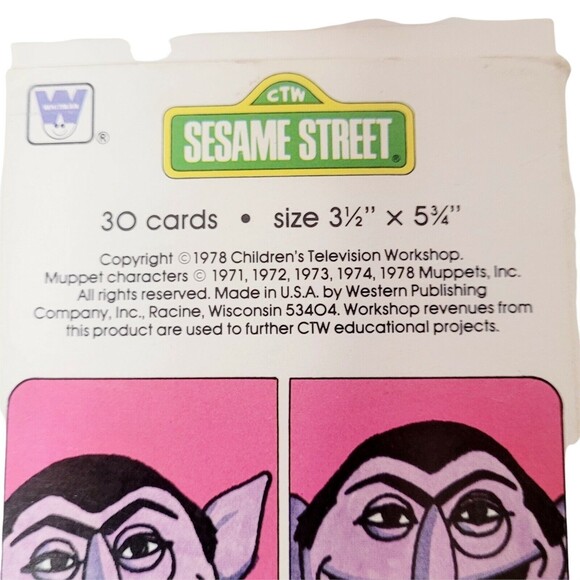 WHITMAN
®
CTW
SESAME STREET®
30 cards • size 3½" × 5¾"
Copyright © 1978 Children's Television Workshop.
Muppet characters © 1971, 1972, 1973, 1974, 1978 Muppets, Inc.
All rights reserved. Made in U.S.A. by Western Publishing
Company, Inc., Racine, Wisconsin 53404. Workshop revenues from
this product are used to further CTW educational projects.